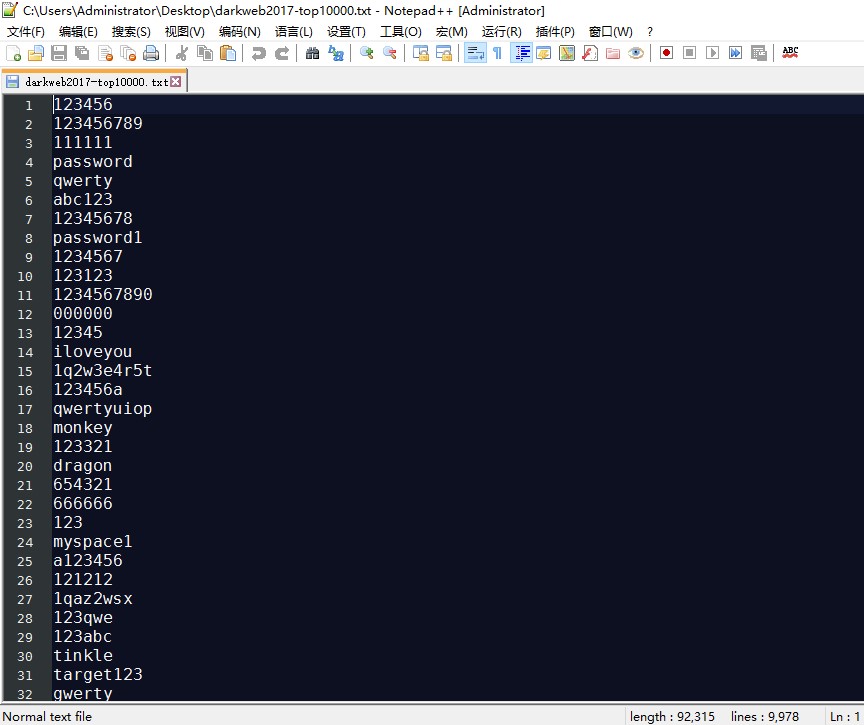 C:\Users\Administrator\Desktop\darkweb2017-top10000.txt - Notepad++ [Administrator]
文件(F) 编辑(E) 搜索(S) 视图(V) 编码(N) 语言(L) 设置(T) 工具(O) 宏(M) 运行(R) 插件(P) 窗口(W) ?
ABC
darkweb2017-top10000.txt
1 123456
2 123456789
3 111111
4 password
5 qwerty
6 abc123
7 12345678
8 password1
9 1234567
10 123123
11 1234567890
12 000000
13 12345
14 iloveyou
15 1q2w3e4r5t
16 123456a
17 qwertyuiop
18 monkey
19 123321
20 dragon
21 654321
22 666666
23 123
24 myspace1
25 a123456
26 121212
27 1qaz2wsx
28 123qwe
29 123abc
30 tinkle
31 target123
32 gwerty
Normal text file length : 92,315 lines : 9,978 Ln : 1